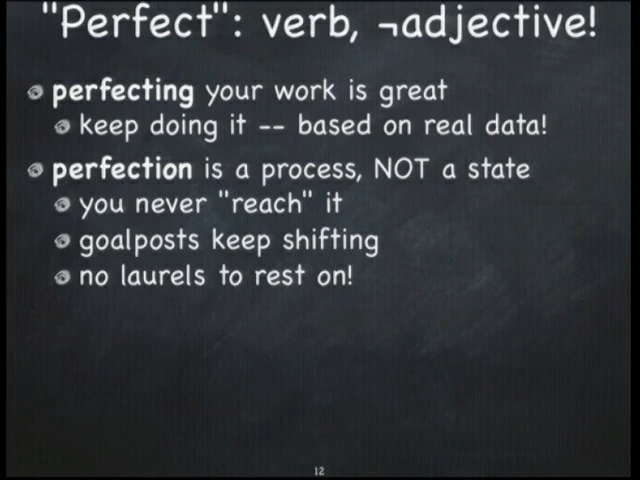 "Perfect": verb, ¬adjective!
perfecting your work is great
keep doing it -- based on real data!
perfection is a process, NOT a state
you never "reach" it
goalposts keep shifting
no laurels to rest on!
12